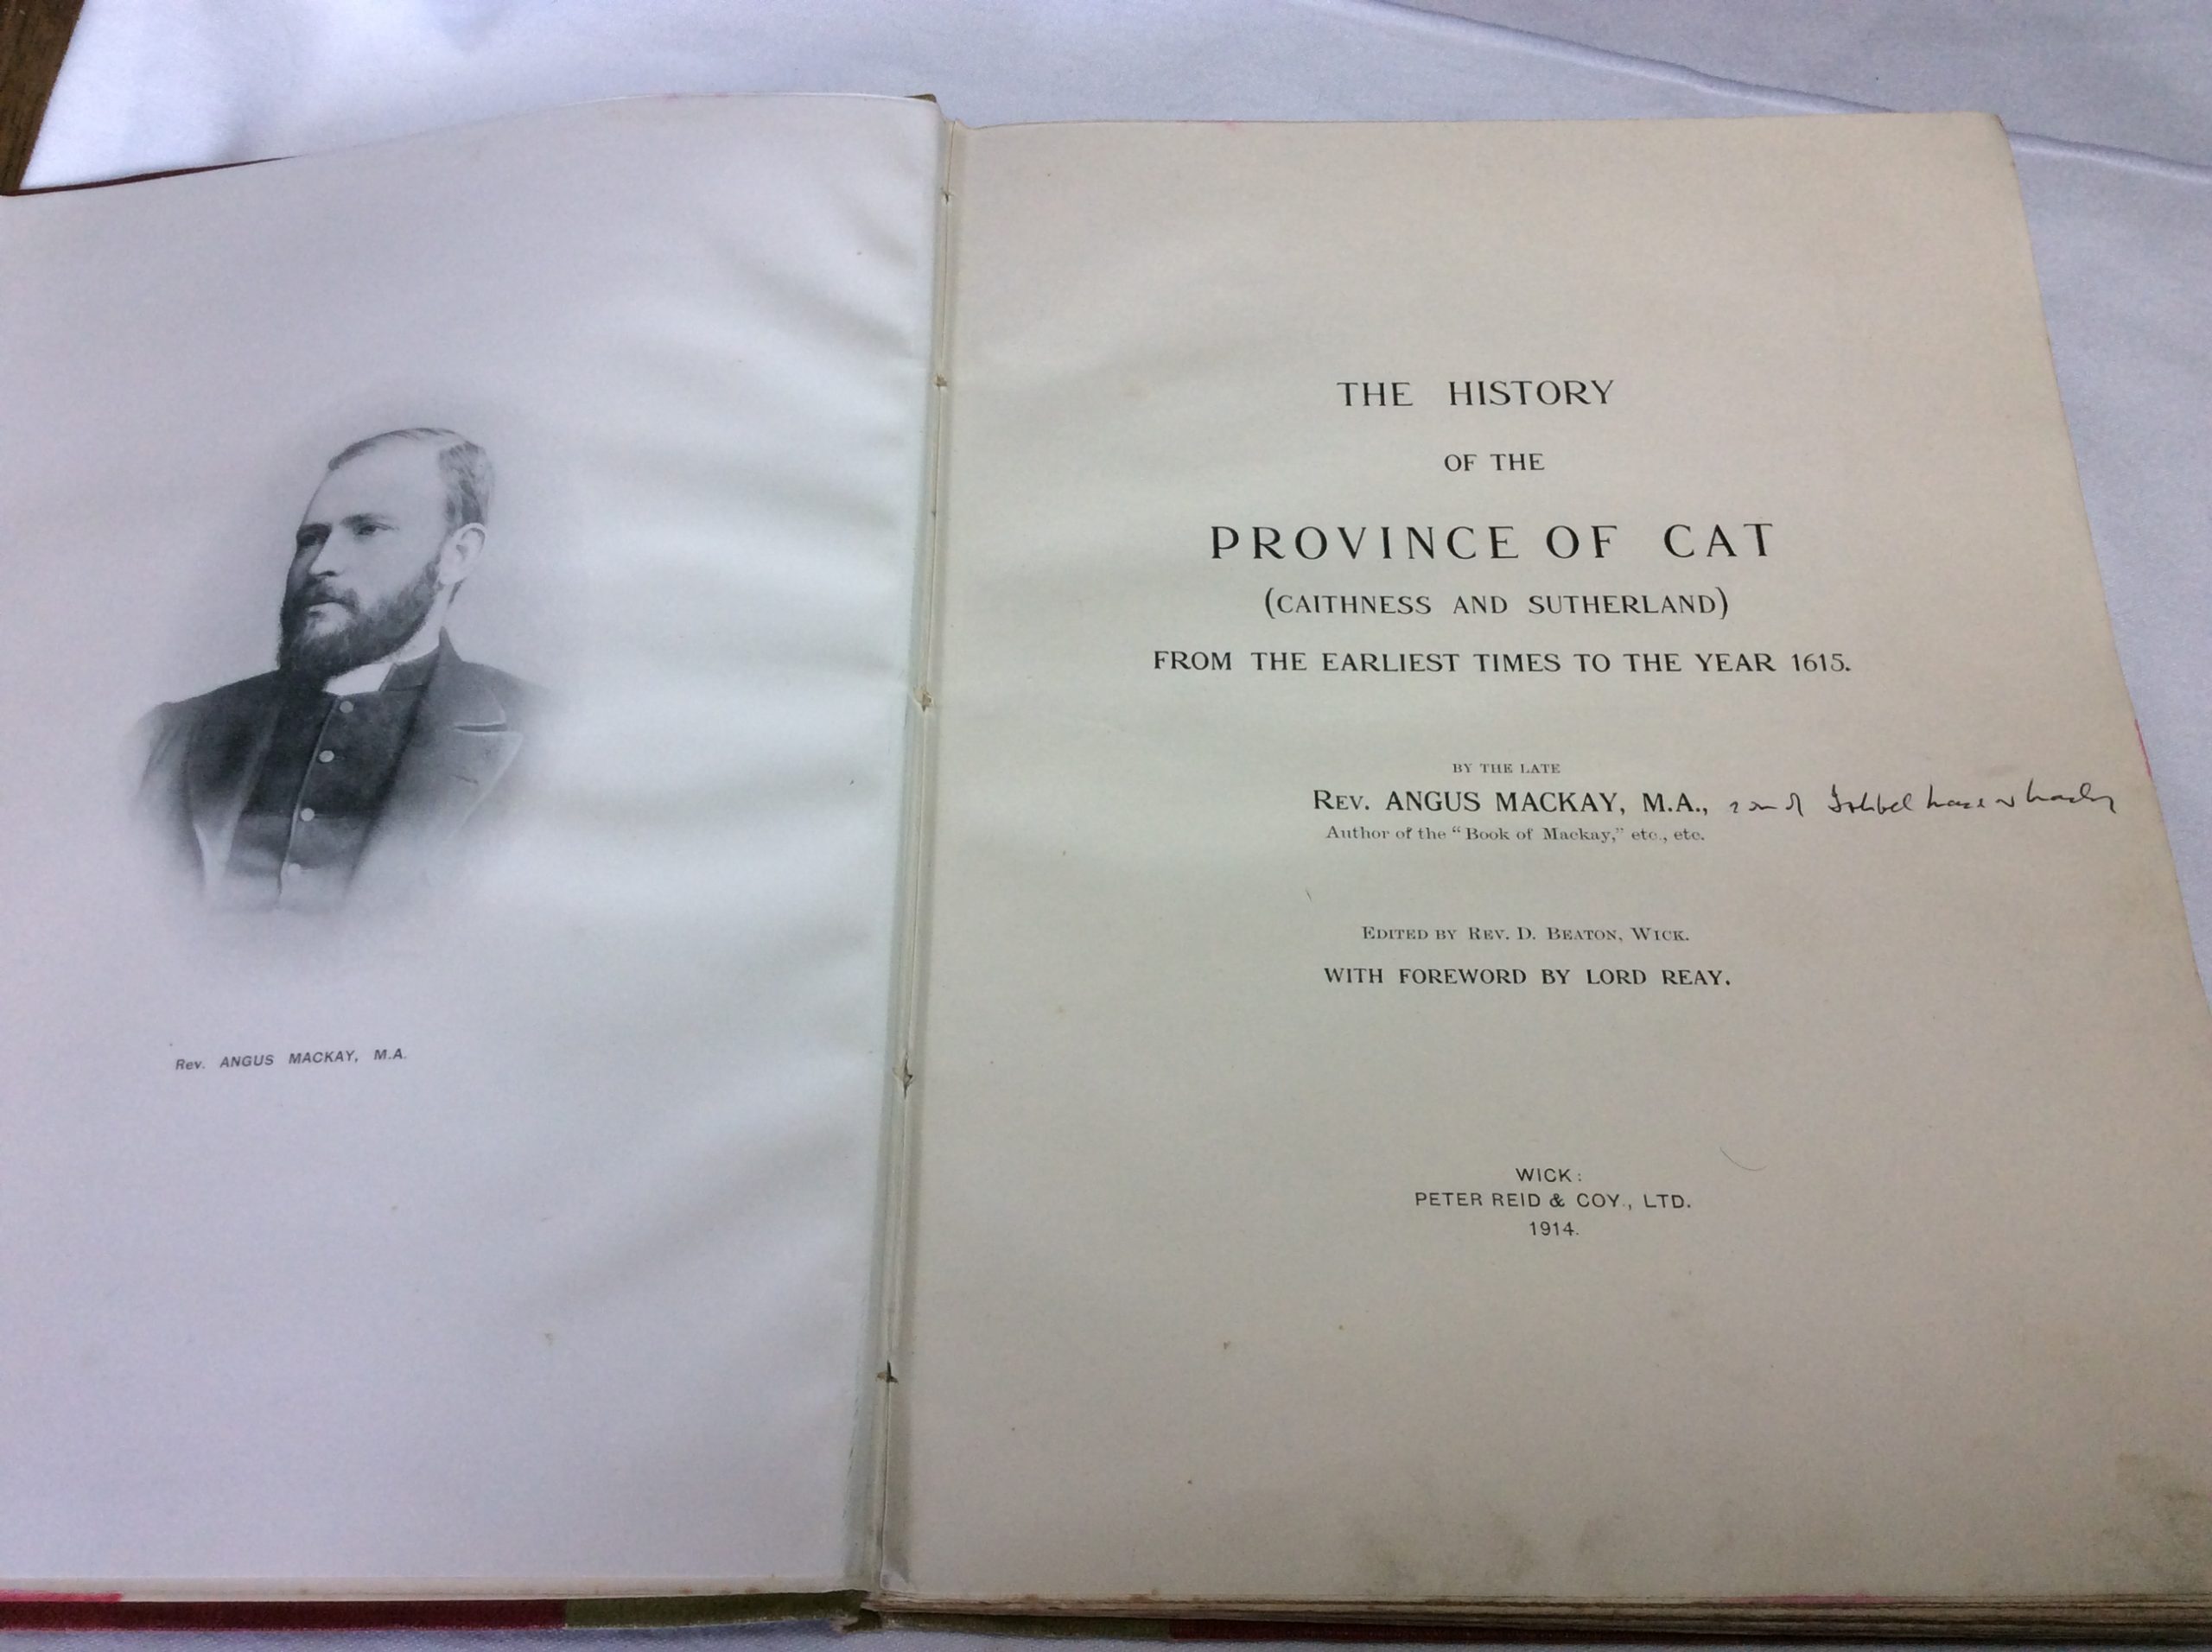 Rev. ANGUS MACKAY, M.A.
THE HISTORY
OF THE
PROVINCE OF CAT
(CAITHNESS AND SUTHERLAND)
FROM THE EARLIEST TIMES TO THE YEAR 1615.
BY THE LATE
REV. ANGUS MACKAY, M.A., son of
Author of the "Book of Mackay," etc., etc.
EDITED BY REV. D. BEATON, WICK.
WITH FOREWORD BY LORD REAY.
WICK:
PETER REID & COY., LTD.
1914.